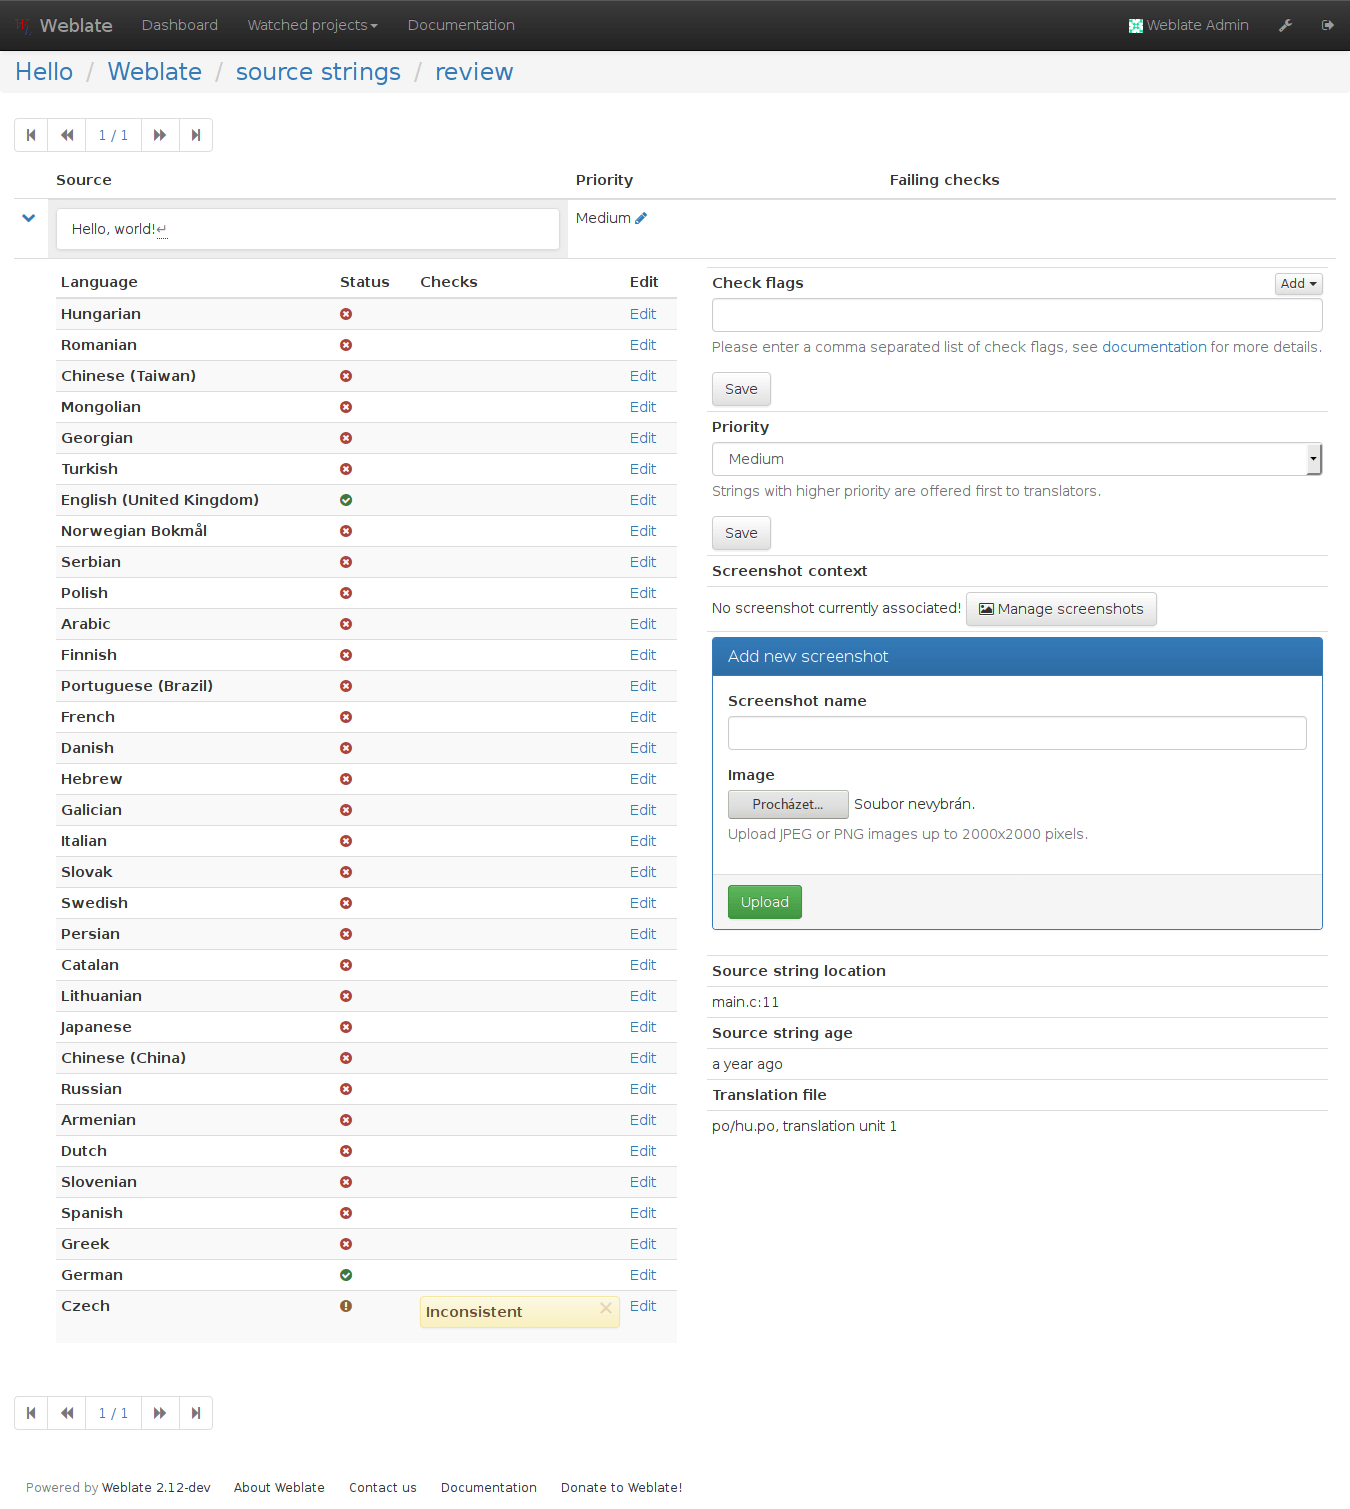 Weblate Dashboard Watched projects Documentation Weblate Admin
Hello / Weblate / source strings / review
1 / 1
Source Priority Failing checks
Hello, world!↵ Medium
Language Status Checks Edit
Hungarian Edit
Romanian Edit
Chinese (Taiwan) Edit
Mongolian Edit
Georgian Edit
Turkish Edit
English (United Kingdom) Edit
Norwegian Bokmål Edit
Serbian Edit
Polish Edit
Arabic Edit
Finnish Edit
Portuguese (Brazil) Edit
French Edit
Danish Edit
Hebrew Edit
Galician Edit
Italian Edit
Slovak Edit
Swedish Edit
Persian Edit
Catalan Edit
Lithuanian Edit
Japanese Edit
Chinese (China) Edit
Russian Edit
Armenian Edit
Dutch Edit
Slovenian Edit
Spanish Edit
Greek Edit
German Edit
Czech Inconsistent × Edit
Check flags Add
Please enter a comma separated list of check flags, see documentation for more details.
Save
Priority
Medium
Strings with higher priority are offered first to translators.
Save
Screenshot context
No screenshot currently associated! Manage screenshots
Add new screenshot
Screenshot name
Image
Procházet... Soubor nevybrán.
Upload JPEG or PNG images up to 2000x2000 pixels.
Upload
Source string location
main.c:11
Source string age
a year ago
Translation file
po/hu.po, translation unit 1
1 / 1
Powered by Weblate 2.12-dev About Weblate Contact us Documentation Donate to Weblate!